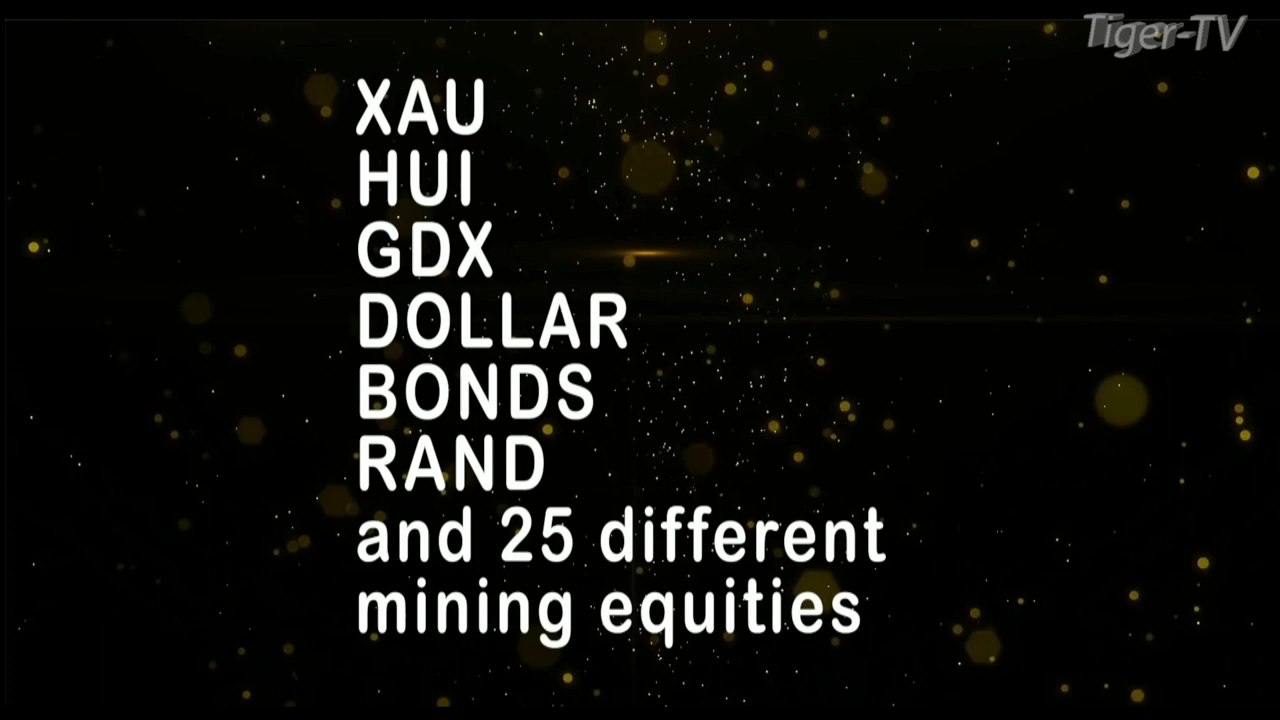 Tiger-TV
XAU
HUI
GDX
DOLLAR
BONDS
RAND
and 25 different
mining equities